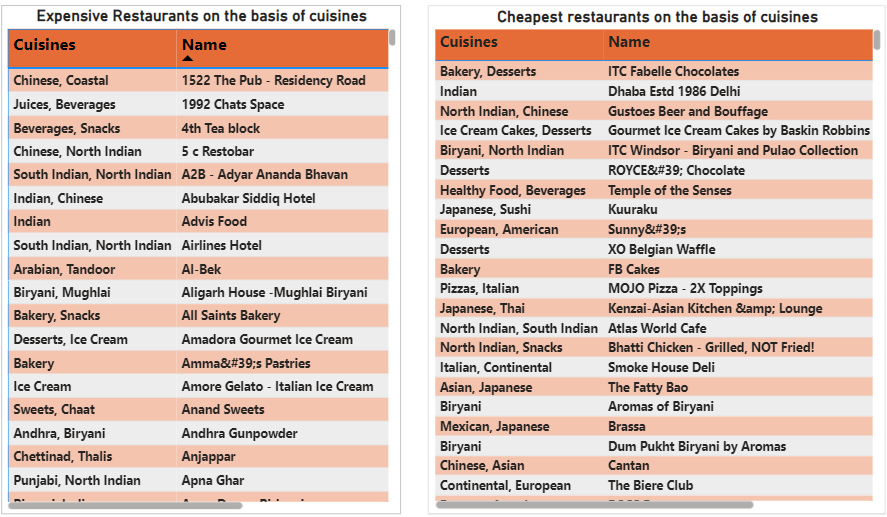 Expensive Restaurants on the basis of cuisines
Cuisines Name
Chinese, Coastal 1522 The Pub - Residency Road
Juices, Beverages 1992 Chats Space
Beverages, Snacks 4th Tea block
Chinese, North Indian 5 c Restobar
South Indian, North Indian A2B - Adyar Ananda Bhavan
Indian, Chinese Abubakar Siddiq Hotel
Indian Advis Food
South Indian, North Indian Airlines Hotel
Arabian, Tandoor Al-Bek
Biryani, Mughlai Aligarh House -Mughlai Biryani
Bakery, Snacks All Saints Bakery
Desserts, Ice Cream Amadora Gourmet Ice Cream
Bakery Amma&#39;s Pastries
Ice Cream Amore Gelato - Italian Ice Cream
Sweets, Chaat Anand Sweets
Andhra, Biryani Andhra Gunpowder
Chettinad, Thalis Anjappar
Punjabi, North Indian Apna Ghar
Cheapest restaurants on the basis of cuisines
Cuisines Name
Bakery, Desserts ITC Fabelle Chocolates
Indian Dhaba Estd 1986 Delhi
North Indian, Chinese Gustoes Beer and Bouffage
Ice Cream Cakes, Desserts Gourmet Ice Cream Cakes by Baskin Robbins
Biryani, North Indian ITC Windsor - Biryani and Pulao Collection
Desserts ROYCE&#39; Chocolate
Healthy Food, Beverages Temple of the Senses
Japanese, Sushi Kuuraku
European, American Sunny&#39;s
Desserts XO Belgian Waffle
Bakery FB Cakes
Pizzas, Italian MOJO Pizza - 2X Toppings
Japanese, Thai Kenzai-Asian Kitchen &amp; Lounge
North Indian, South Indian Atlas World Cafe
North Indian, Snacks Bhatti Chicken - Grilled, NOT Fried!
Italian, Continental Smoke House Deli
Asian, Japanese The Fatty Bao
Biryani Aromas of Biryani
Mexican, Japanese Brassa
Biryani Dum Pukht Biryani by Aromas
Chinese, Asian Cantan
Continental, European The Biere Club